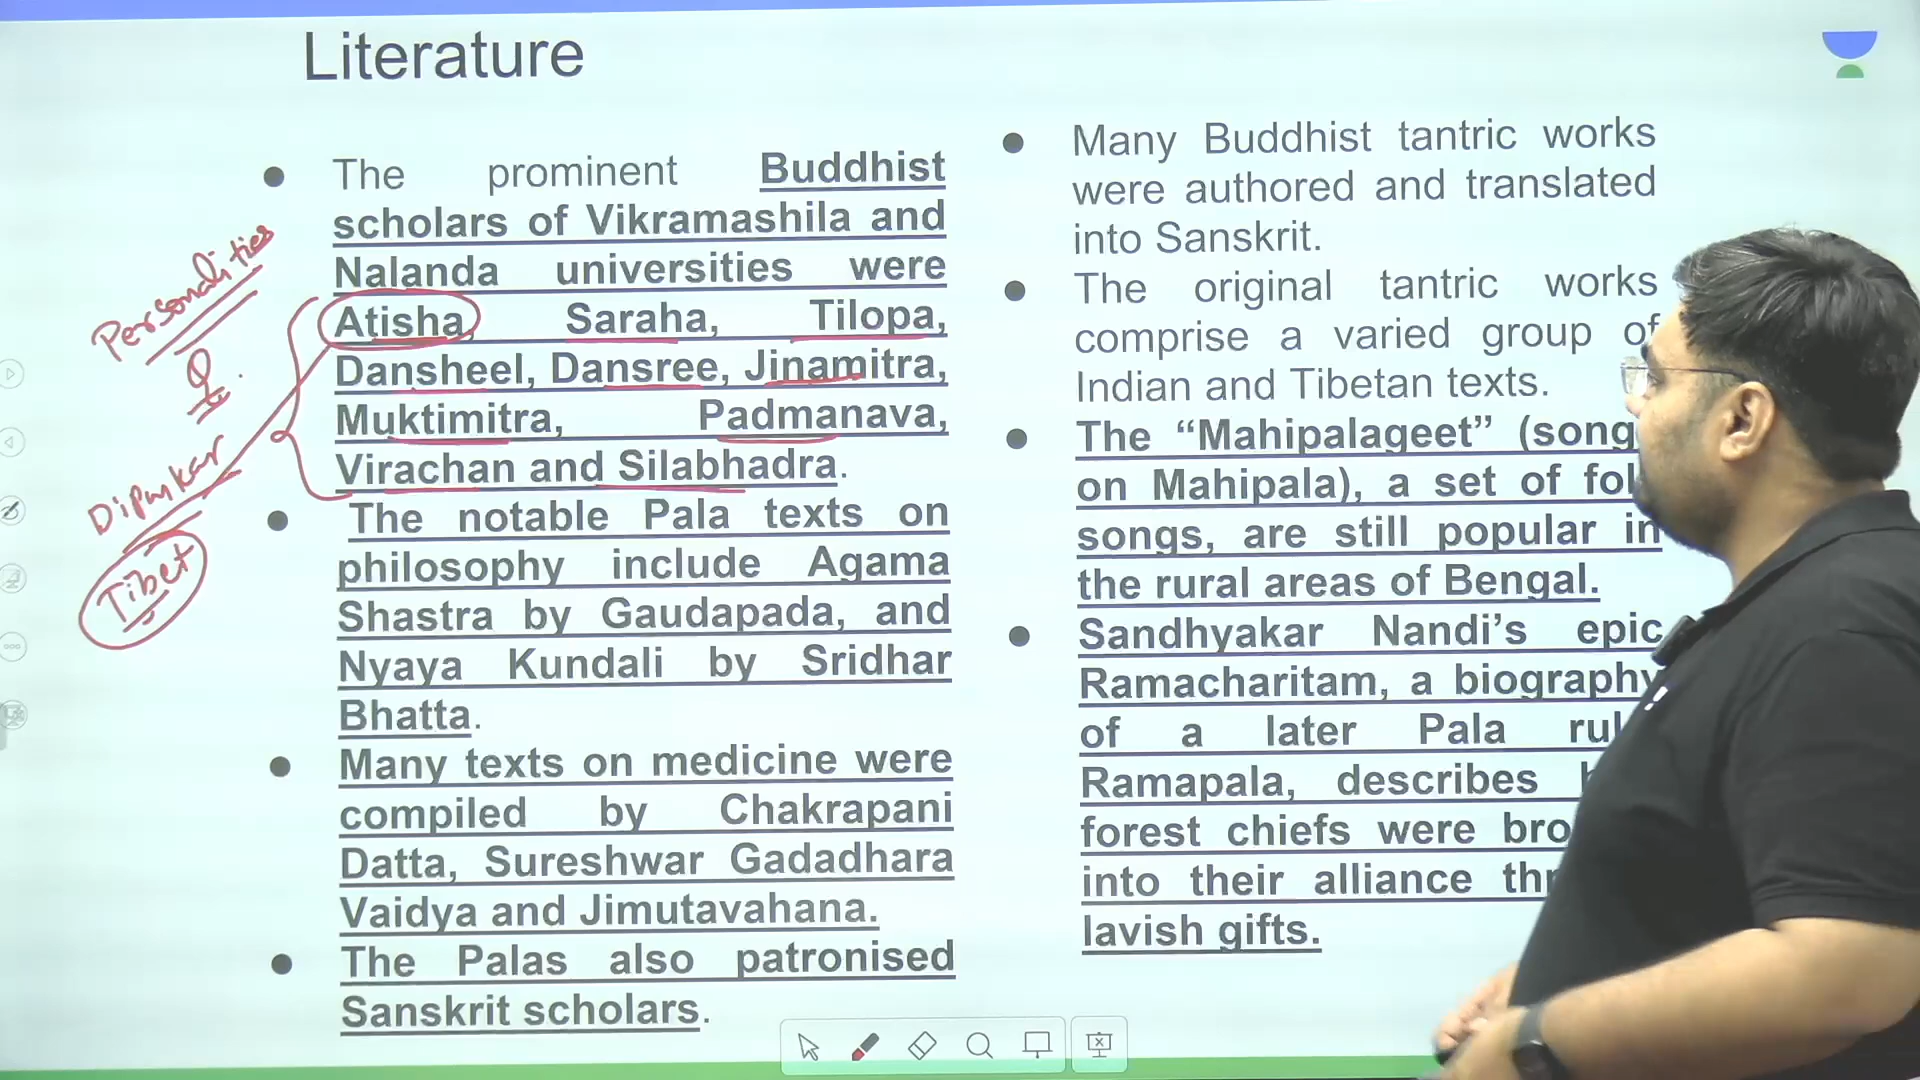 Literature
The prominent Buddhist
scholars of Vikramashila and
Nalanda universities were
Atisha, Saraha, Tilopa,
Dansheel, Dansree, Jinamitra,
Muktimitra, Padmanava,
Virachan and Silabhadra.
The notable Pala texts on
philosophy include Agama
Shastra by Gaudapada, and
Nyaya Kundali by Sridhar
Bhatta.
Many texts on medicine were
compiled by Chakrapani
Datta, Sureshwar Gadadhara
Vaidya and Jimutavahana.
The Palas also patronised
Sanskrit scholars.
Personalities
Q
Dipankar
Tibet
Many Buddhist tantric works
were authored and translated
into Sanskrit.
The original tantric works
comprise a varied group of
Indian and Tibetan texts.
The “Mahipalageet” (song
on Mahipala), a set of fol
songs, are still popular in
the rural areas of Bengal.
Sandhyakar Nandi’s epic
Ramacharitam, a biography
of a later Pala rul
Ramapala, describes
forest chiefs were bro
into their alliance thr
lavish gifts.